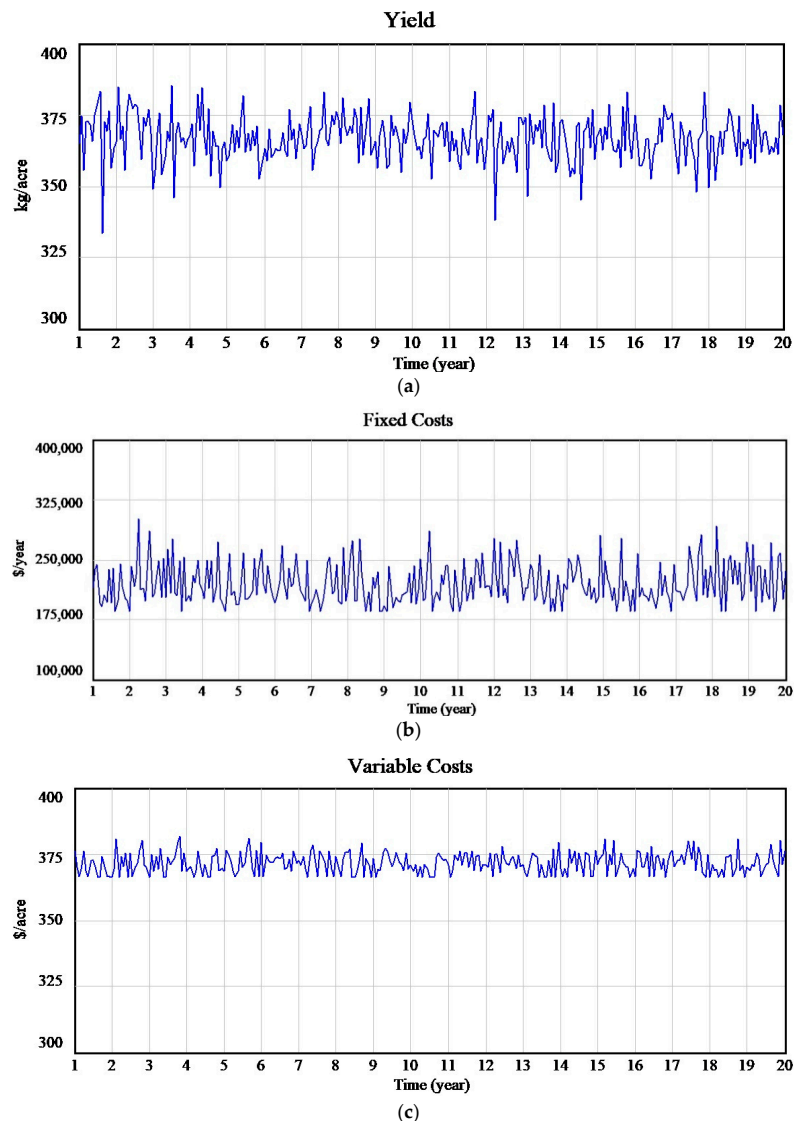 Yield
400
375
350
325
300
kg/acre
1 2 3 4 5 6 7 8 9 10 11 12 13 14 15 16 17 18 19 20
Time (year)
(a)
Fixed Costs
400,000
325,000
250,000
175,000
100,000
$/year
1 2 3 4 5 6 7 8 9 10 11 12 13 14 15 16 17 18 19 20
Time (year)
(b)
Variable Costs
400
375
350
325
300
$/acre
1 2 3 4 5 6 7 8 9 10 11 12 13 14 15 16 17 18 19 20
Time (year)
(c)